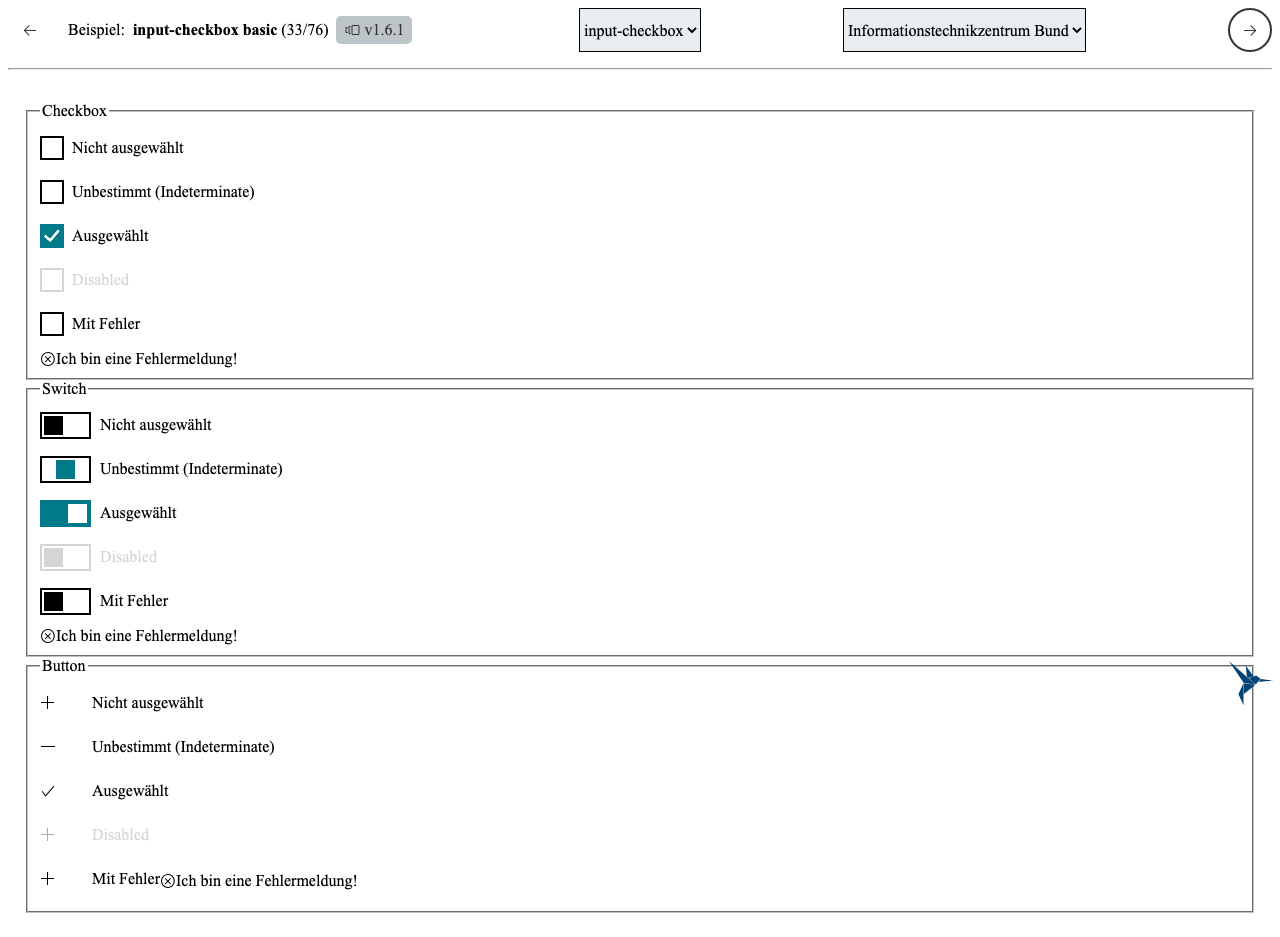 Beispiel: input-checkbox basic (33/76) v1.6.1 input-checkbox Informationstechnikzentrum Bund
Checkbox
Nicht ausgewählt
Unbestimmt (Indeterminate)
Ausgewählt
Disabled
Mit Fehler
Ich bin eine Fehlermeldung!
Switch
Nicht ausgewählt
Unbestimmt (Indeterminate)
Ausgewählt
Disabled
Mit Fehler
Ich bin eine Fehlermeldung!
Button
Nicht ausgewählt
Unbestimmt (Indeterminate)
Ausgewählt
Disabled
Mit Fehler Ich bin eine Fehlermeldung!